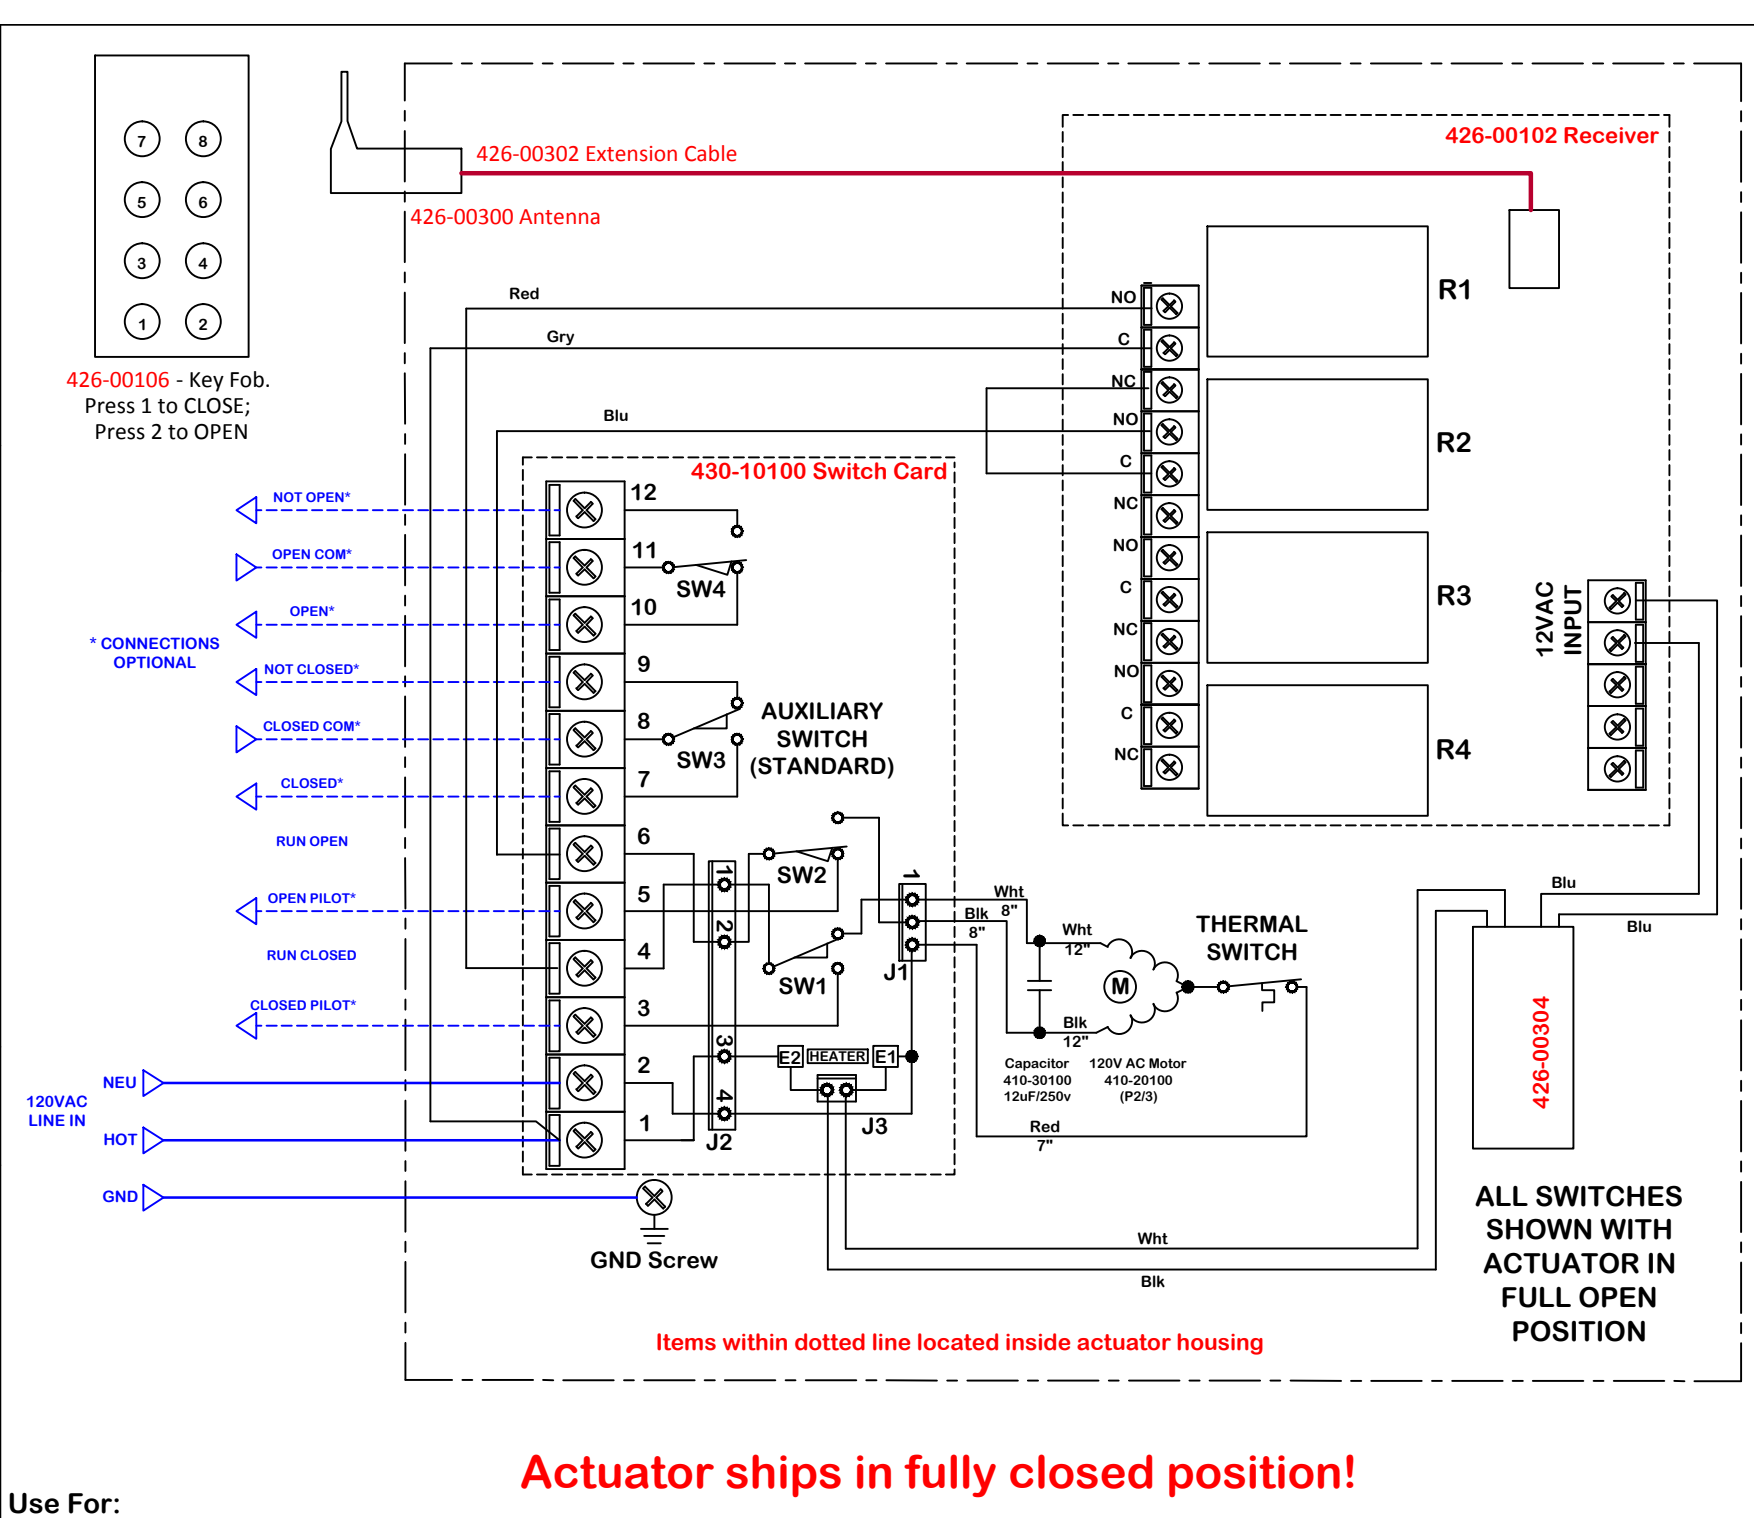 7 8
5 6
3 4
1 2
426-00106 - Key Fob.
Press 1 to CLOSE;
Press 2 to OPEN
426-00302 Extension Cable
426-00300 Antenna
426-00102 Receiver
R1
R2
R3
R4
NO
C
NC
NO
C
NC
NO
C
NC
NO
C
NC
12VAC
INPUT
Red
Gry
Blu
430-10100 Switch Card
NOT OPEN*
OPEN COM*
OPEN*
* CONNECTIONS
OPTIONAL
NOT CLOSED*
CLOSED COM*
CLOSED*
RUN OPEN
OPEN PILOT*
RUN CLOSED
CLOSED PILOT*
NEU
120VAC
LINE IN
HOT
GND
12
11
10
9
8
7
6
5
4
3
2
1
SW4
SW3
AUXILIARY
SWITCH
(STANDARD)
SW2
SW1
1
2
3
4
J2
1
J1
E2 HEATER E1
J3
GND Screw
Wht
8"
Blk
8"
Wht
12"
M
Blk
12"
THERMAL
SWITCH
Capacitor
410-30100
12uF/250v
120V AC Motor
410-20100
(P2/3)
Red
7"
Blu
Blu
426-00304
Wht
Blk
ALL SWITCHES
SHOWN WITH
ACTUATOR IN
FULL OPEN
POSITION
Items within dotted line located inside actuator housing
Actuator ships in fully closed position!
Use For: